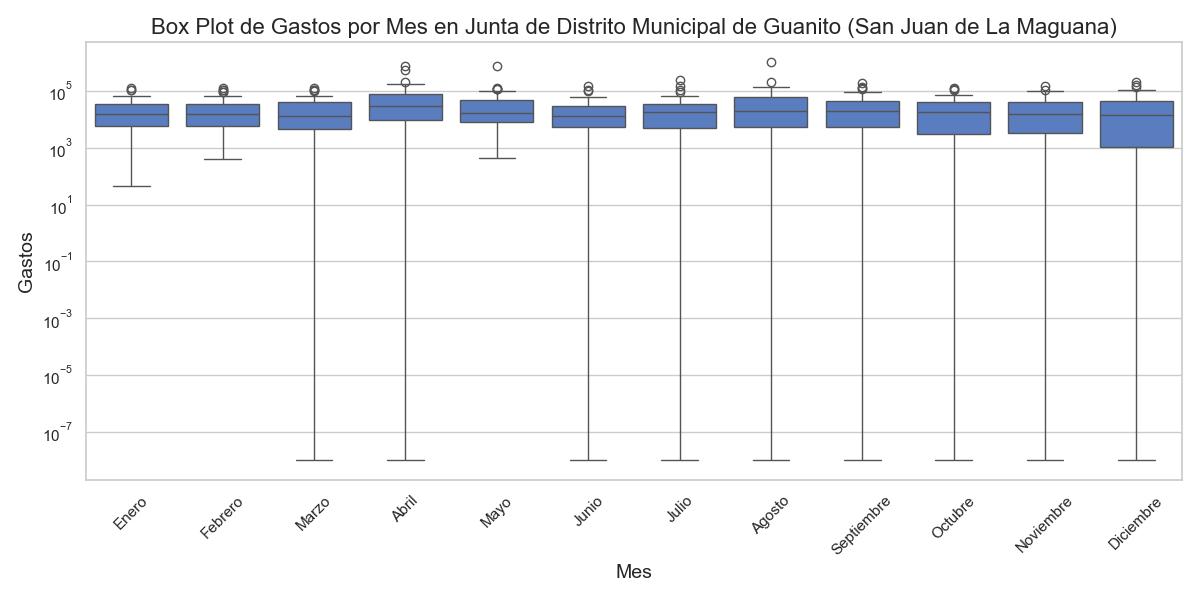 Box Plot de Gastos por Mes en Junta de Distrito Municipal de Guanito (San Juan de La Maguana)
Gastos
10^5
10^3
10^1
10^−1
10^−3
10^−5
10^−7
Enero
Febrero
Marzo
Abril
Mayo
Junio
Julio
Agosto
Septiembre
Octubre
Noviembre
Diciembre
Mes